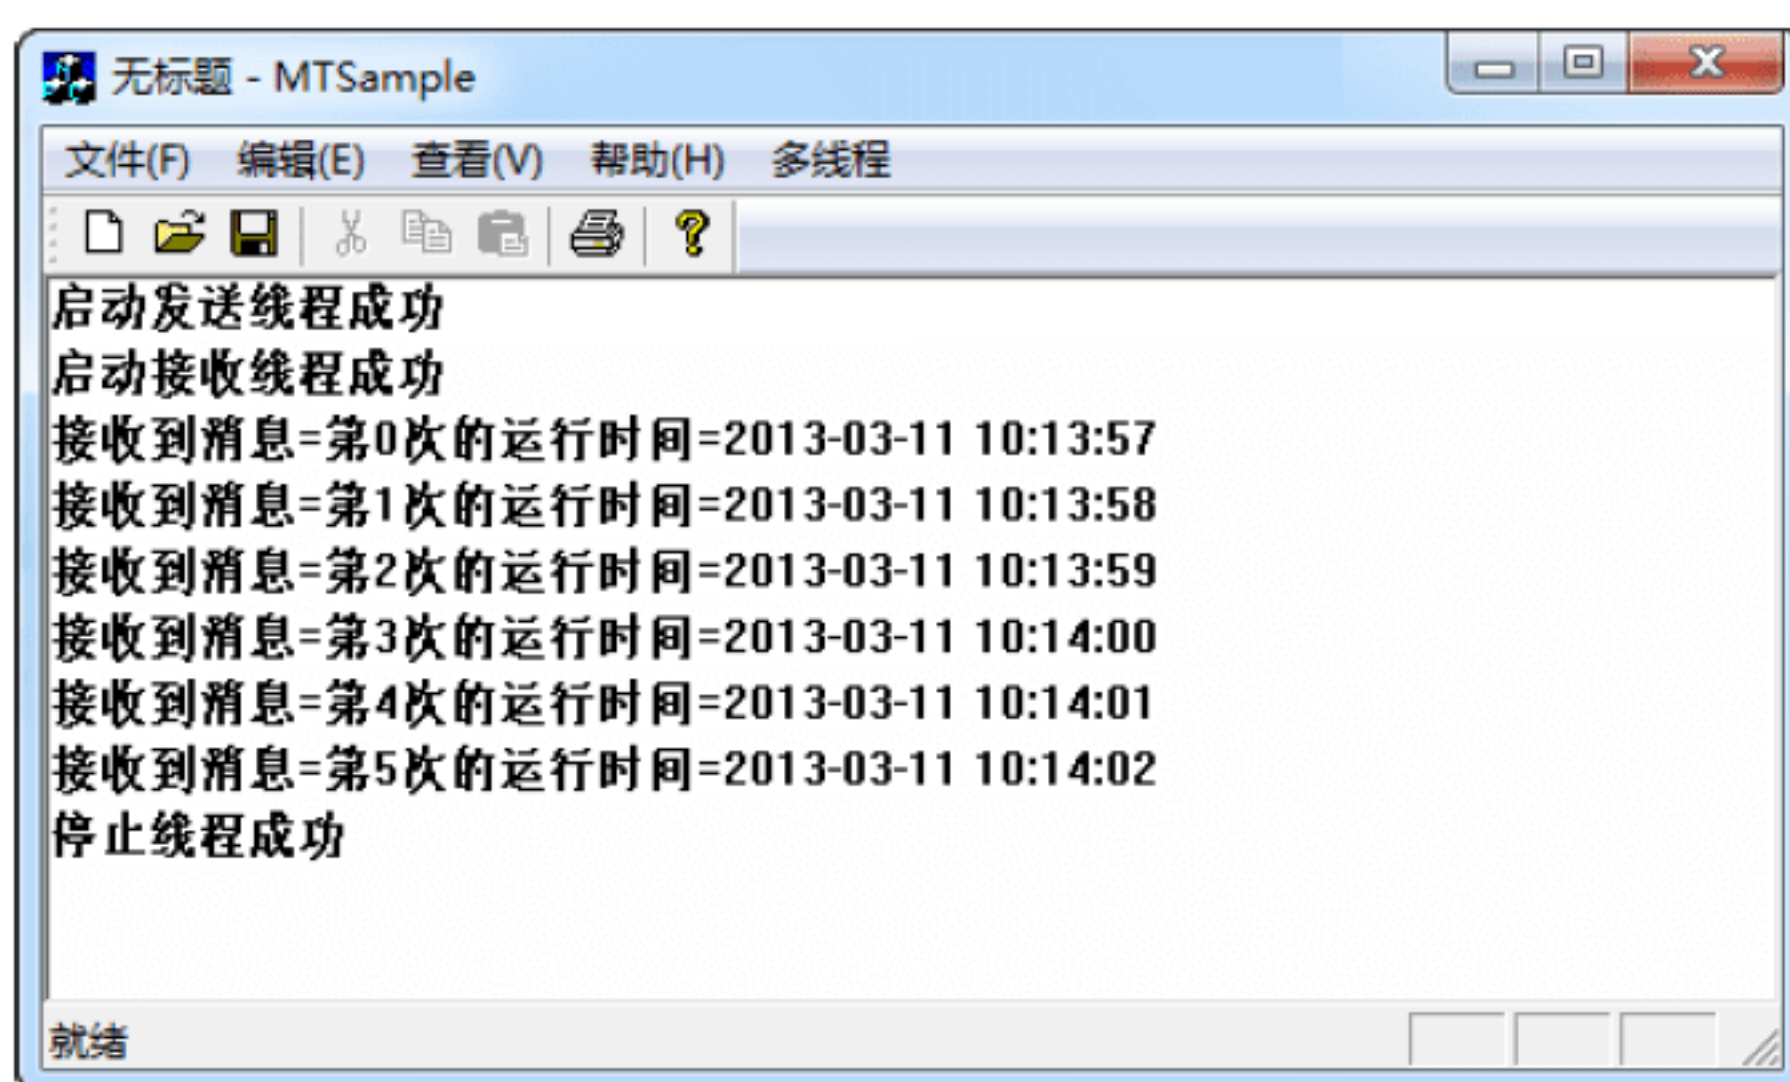 无标题 - MTSample
文件(F) 编辑(E) 查看(V) 帮助(H) 多线程
启动发送线程成功
启动接收线程成功
接收到消息=第0次的运行时间=2013-03-11 10:13:57
接收到消息=第1次的运行时间=2013-03-11 10:13:58
接收到消息=第2次的运行时间=2013-03-11 10:13:59
接收到消息=第3次的运行时间=2013-03-11 10:14:00
接收到消息=第4次的运行时间=2013-03-11 10:14:01
接收到消息=第5次的运行时间=2013-03-11 10:14:02
停止线程成功
就绪